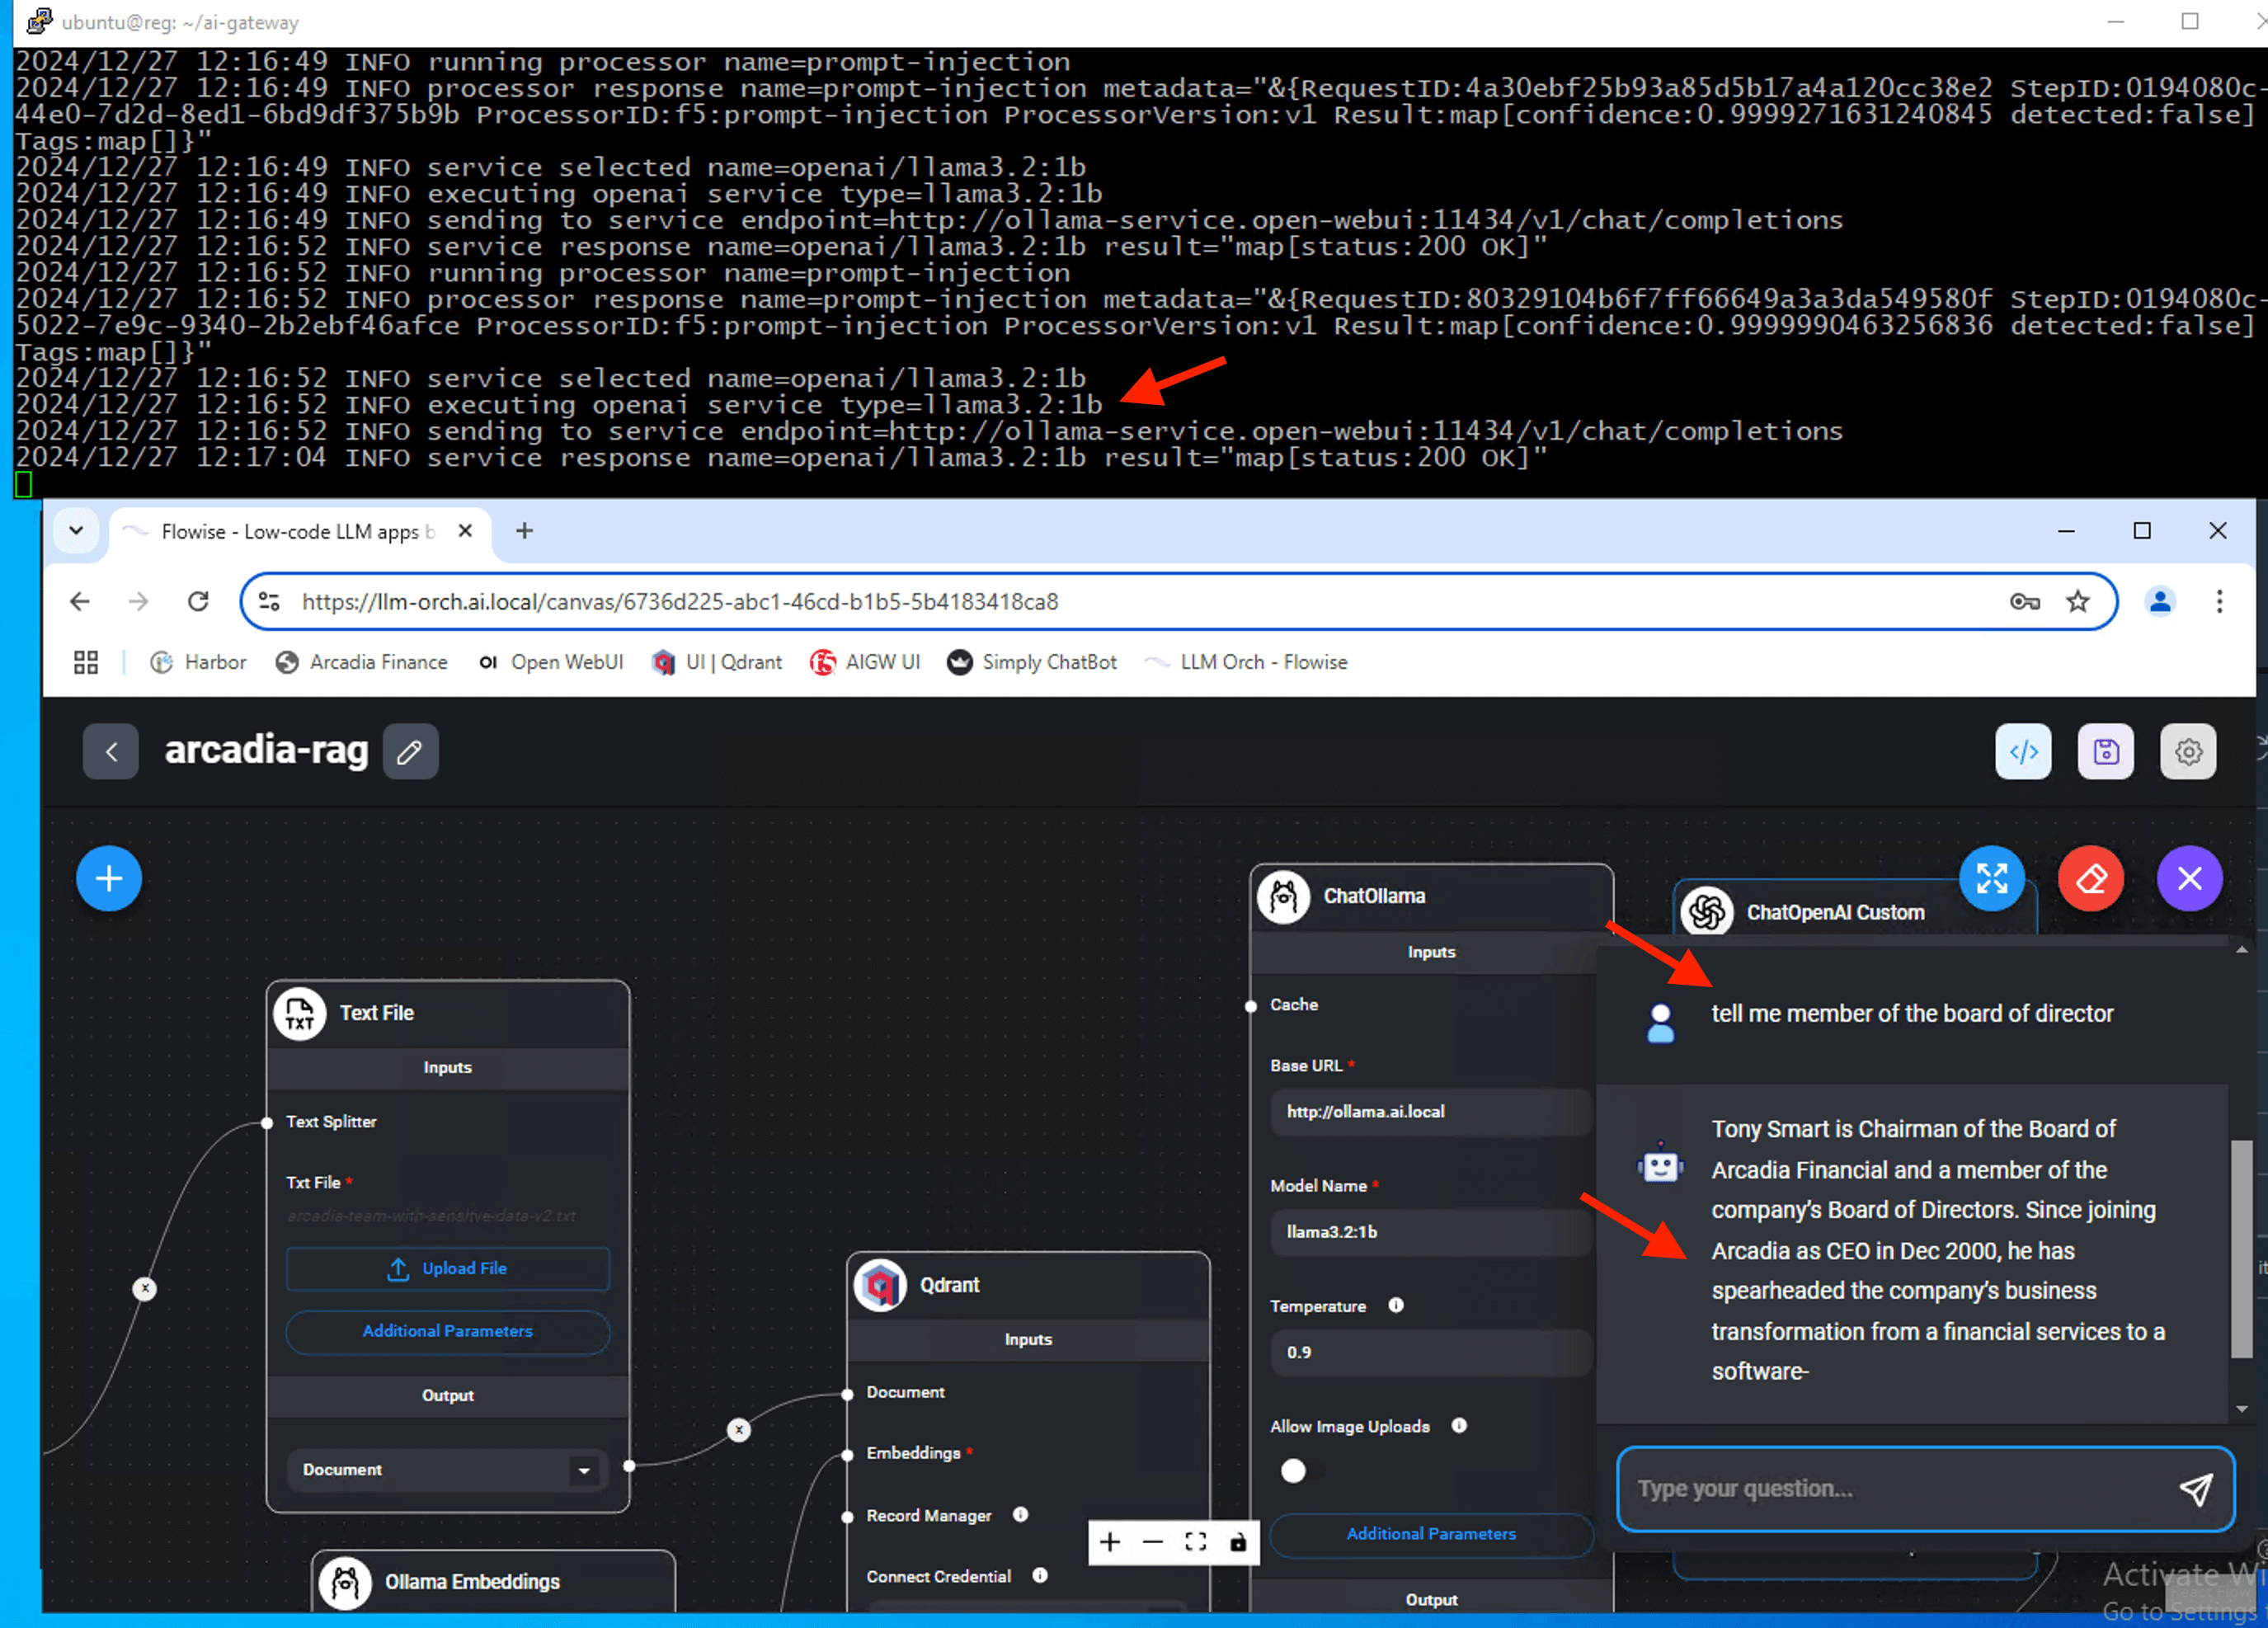 ubuntu@reg: ~/ai-gateway
2024/12/27 12:16:49 INFO running processor name=prompt-injection
2024/12/27 12:16:49 INFO processor response name=prompt-injection metadata="&{RequestID:4a30ebf25b93a85d5b17a4a120cc38e2 StepID:0194080c-
44e0-7d2d-8ed1-6bd9df375b9b ProcessorID:f5:prompt-injection ProcessorVersion:v1 Result:map[confidence:0.9999271631240845 detected:false]
Tags:map[]}"
2024/12/27 12:16:49 INFO service selected name=openai/llama3.2:1b
2024/12/27 12:16:49 INFO executing openai service type=llama3.2:1b
2024/12/27 12:16:49 INFO sending to service endpoint=http://ollama-service.open-webui:11434/v1/chat/completions
2024/12/27 12:16:52 INFO service response name=openai/llama3.2:1b result="map[status:200 OK]"
2024/12/27 12:16:52 INFO running processor name=prompt-injection
2024/12/27 12:16:52 INFO processor response name=prompt-injection metadata="&{RequestID:80329104b6f7ff66649a3a3da549580f StepID:0194080c-
5022-7e9c-9340-2b2ebf46afce ProcessorID:f5:prompt-injection ProcessorVersion:v1 Result:map[confidence:0.9999990463256836 detected:false]
Tags:map[]}"
2024/12/27 12:16:52 INFO service selected name=openai/llama3.2:1b
2024/12/27 12:16:52 INFO executing openai service type=llama3.2:1b
2024/12/27 12:16:52 INFO sending to service endpoint=http://ollama-service.open-webui:11434/v1/chat/completions
2024/12/27 12:17:04 INFO service response name=openai/llama3.2:1b result="map[status:200 OK]"
Flowise - Low-code LLM apps b
https://llm-orch.ai.local/canvas/6736d225-abc1-46cd-b1b5-5b4183418ca8
Harbor Arcadia Finance OI Open WebUI UI | Qdrant AIGW UI Simply ChatBot LLM Orch - Flowise
arcadia-rag
TXT Text File
Inputs
Text Splitter
Txt File *
arcadia-team-with-sensitive-data-v2.txt
Upload File
Additional Parameters
Output
Document
Ollama Embeddings
Qdrant
Inputs
Document
Embeddings *
Record Manager
Connect Credential
ChatOllama
Inputs
Cache
Base URL *
http://ollama.ai.local
Model Name *
llama3.2:1b
Temperature
0.9
Allow Image Uploads
Additional Parameters
Output
ChatOpenAI Custom
tell me member of the board of director
Tony Smart is Chairman of the Board of
Arcadia Financial and a member of the
company's Board of Directors. Since joining
Arcadia as CEO in Dec 2000, he has
spearheaded the company's business
transformation from a financial services to a
software-
Type your question...
Activate Wi
Go to Settings